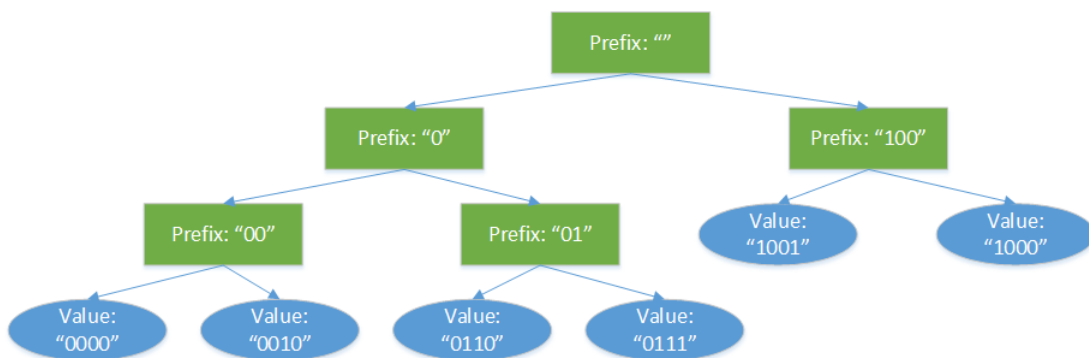 Prefix: “”
Prefix: “0”
Prefix: “100”
Prefix: “00”
Prefix: “01”
Value:
“1001”
Value:
“1000”
Value:
“0000”
Value:
“0010”
Value:
“0110”
Value:
“0111”